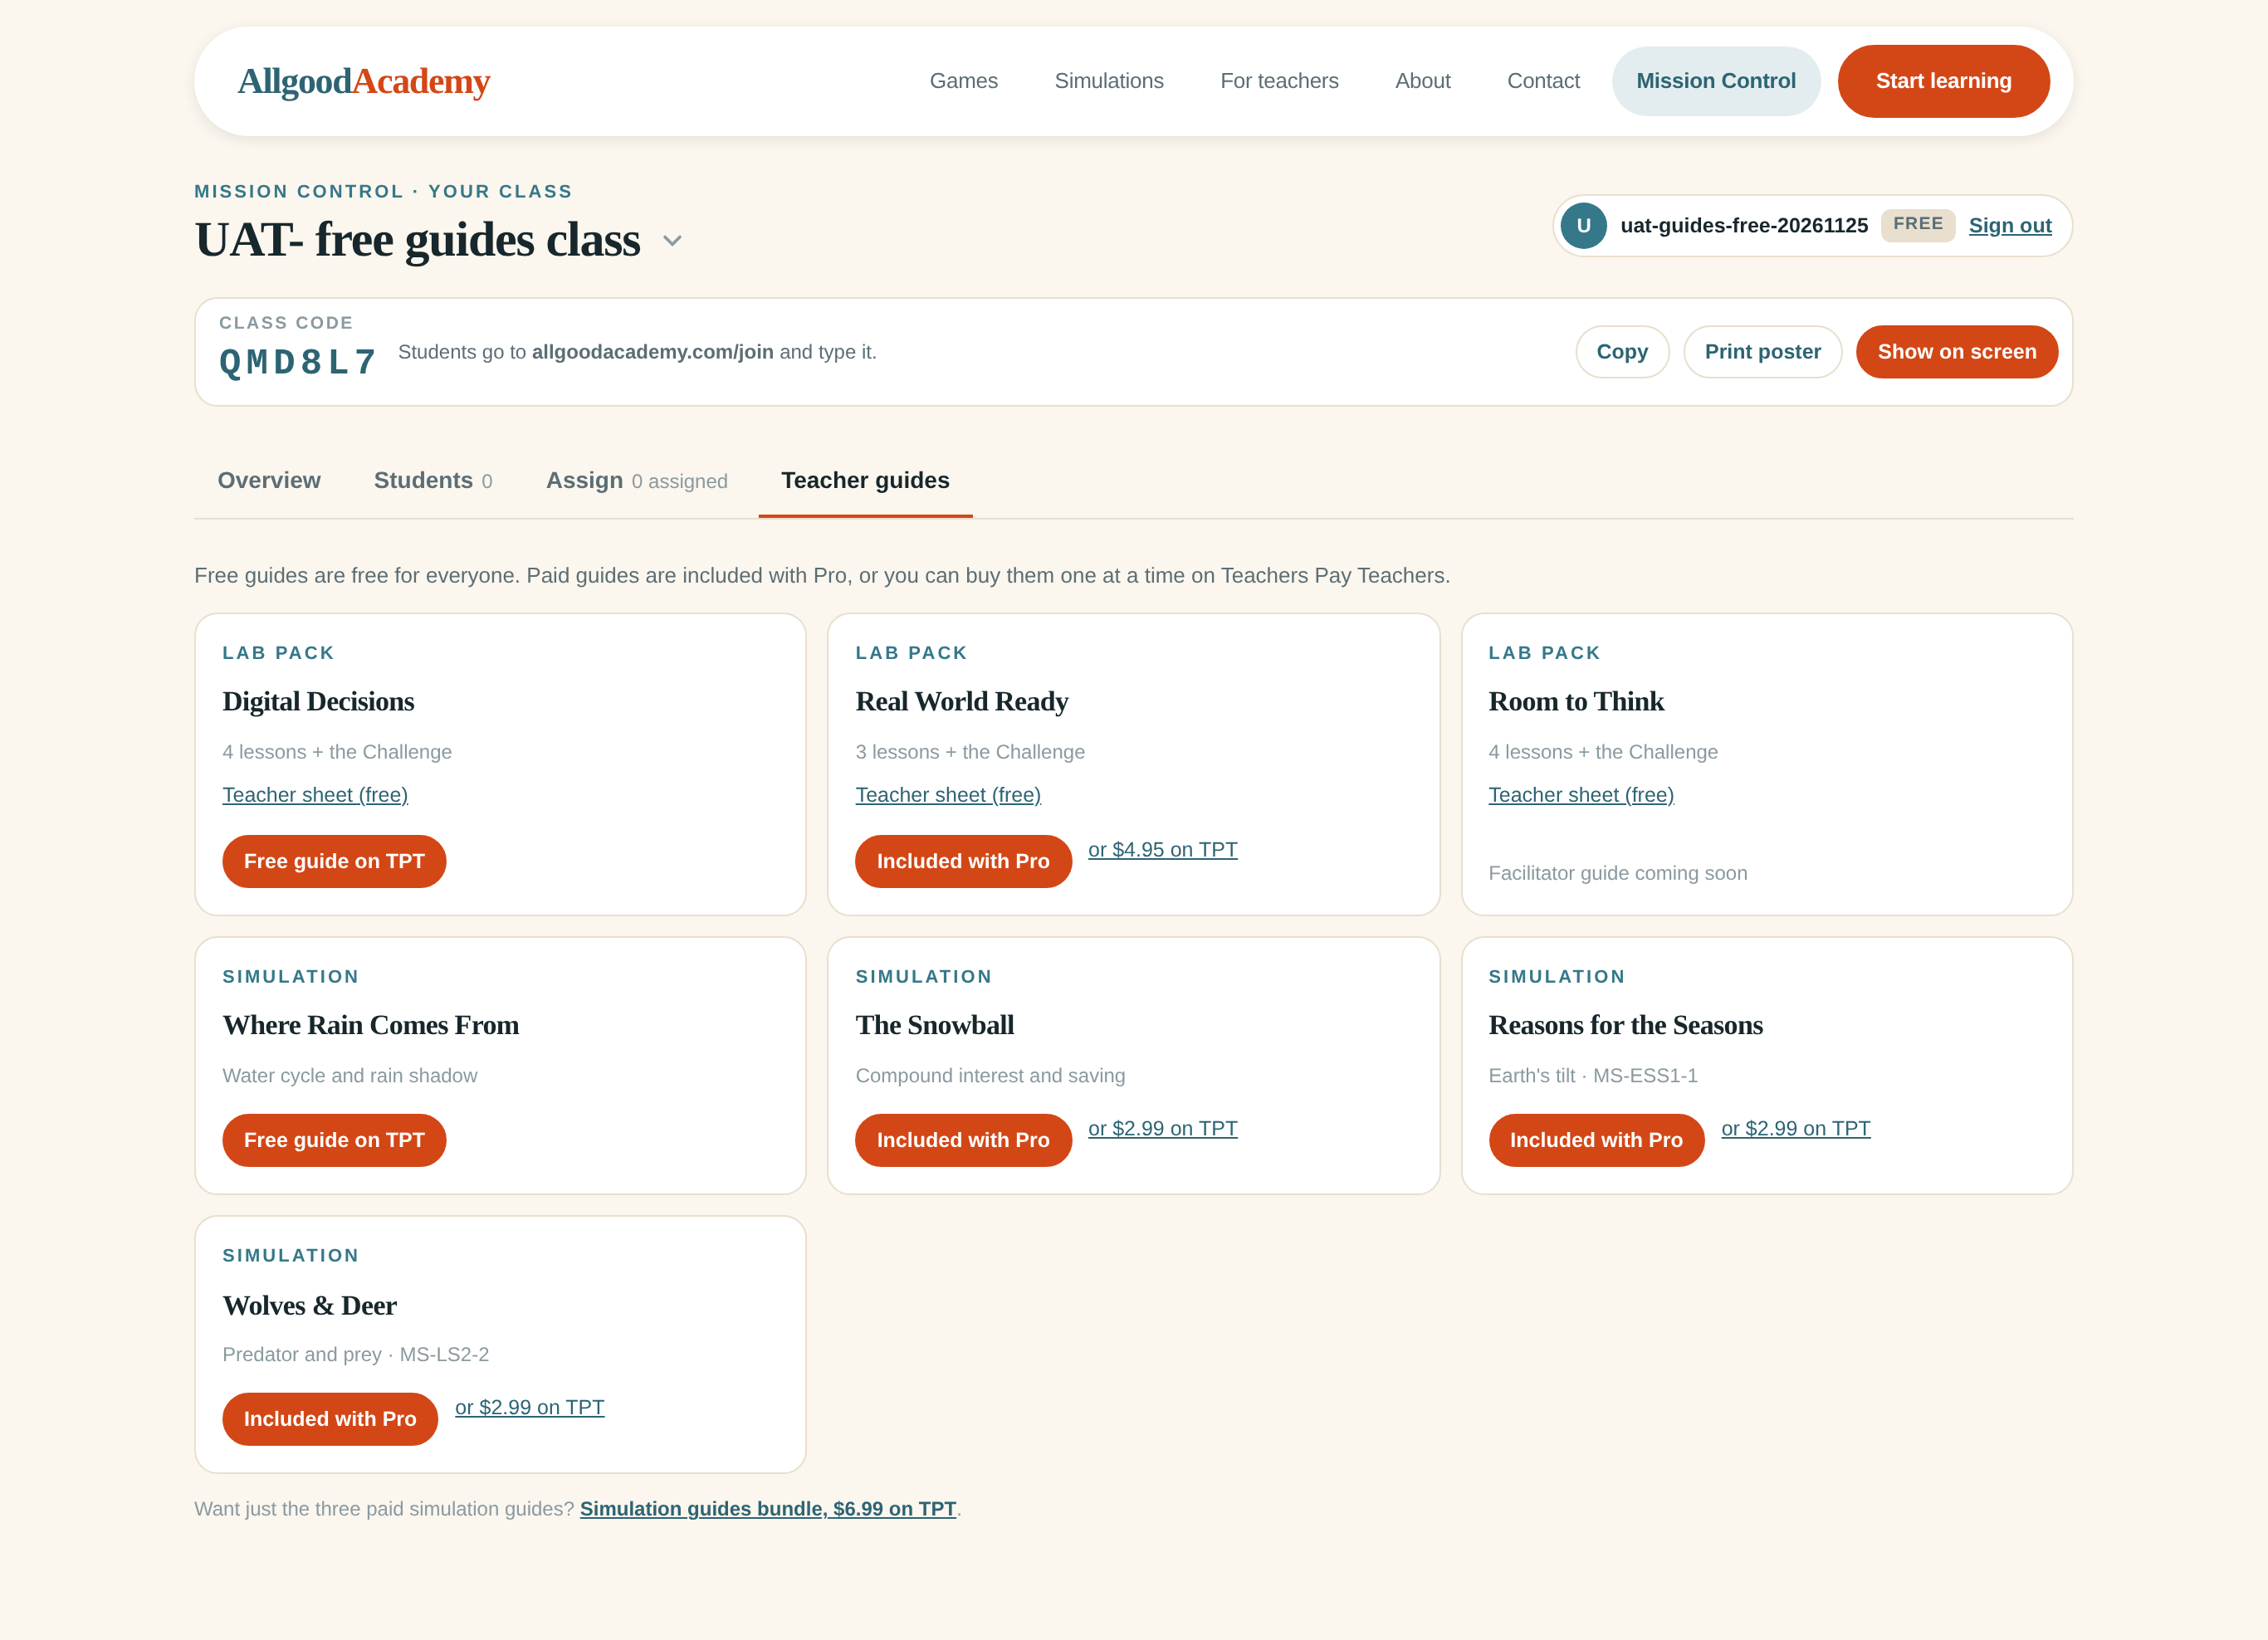 AllgoodAcademy
Games Simulations For teachers About Contact Mission Control Start learning
MISSION CONTROL · YOUR CLASS
UAT- free guides class
U uat-guides-free-20261125 FREE Sign out
CLASS CODE
QMD8L7 Students go to allgoodacademy.com/join and type it.
Copy Print poster Show on screen
Overview Students 0 Assign 0 assigned Teacher guides
Free guides are free for everyone. Paid guides are included with Pro, or you can buy them one at a time on Teachers Pay Teachers.
LAB PACK
Digital Decisions
4 lessons + the Challenge
Teacher sheet (free)
Free guide on TPT
LAB PACK
Real World Ready
3 lessons + the Challenge
Teacher sheet (free)
Included with Pro or $4.95 on TPT
LAB PACK
Room to Think
4 lessons + the Challenge
Teacher sheet (free)
Facilitator guide coming soon
SIMULATION
Where Rain Comes From
Water cycle and rain shadow
Free guide on TPT
SIMULATION
The Snowball
Compound interest and saving
Included with Pro or $2.99 on TPT
SIMULATION
Reasons for the Seasons
Earth's tilt · MS-ESS1-1
Included with Pro or $2.99 on TPT
SIMULATION
Wolves & Deer
Predator and prey · MS-LS2-2
Included with Pro or $2.99 on TPT
Want just the three paid simulation guides? Simulation guides bundle, $6.99 on TPT.